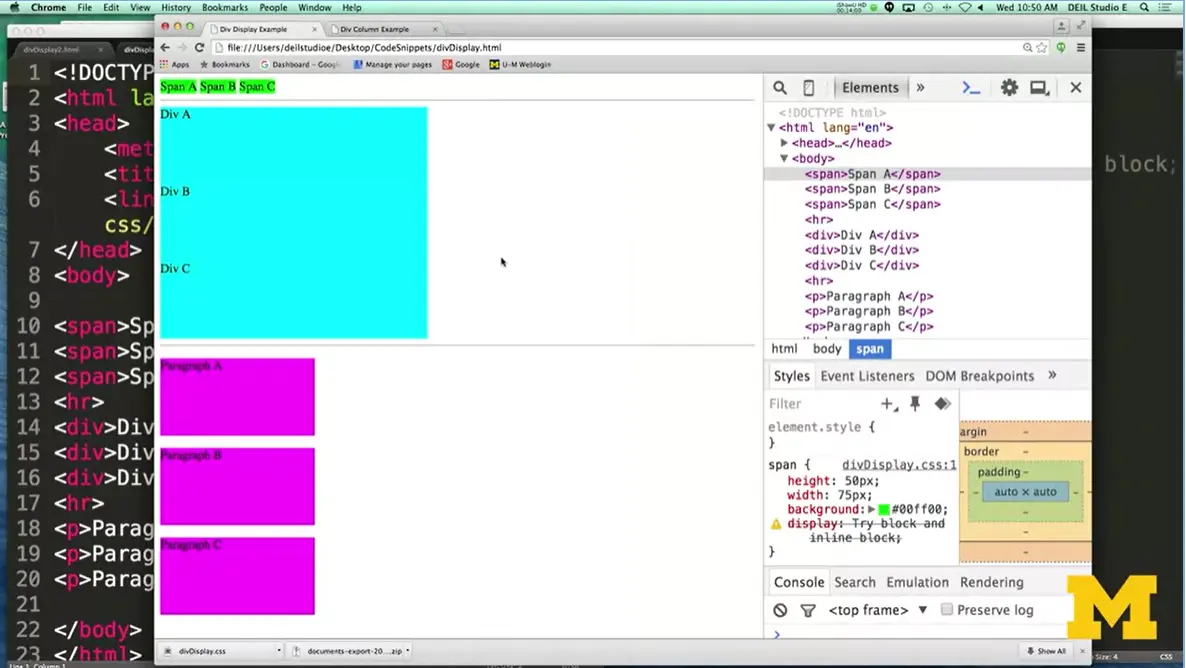 Chrome File Edit View History Bookmarks People Window Help
Wed 10:50 AM DEIL Studio E
divDisplay2.html
Div Display Example
Div Column Example
file:///Users/deilstudioe/Desktop/CodeSnippets/divDisplay.html
Apps Bookmarks Dashboard - Googl Manage your pages Google U-M Weblogin
1 <!DOCTYP
2 <html la
3 <head>
4 <met
5 <tit
6 <lin
css/
7 </head>
8 <body>
9
10 <span>Sp
11 <span>Sp
12 <span>Sp
13 <hr>
14 <div>Div
15 <div>Div
16 <div>Div
17 <hr>
18 <p>Parag
19 <p>Parag
20 <p>Parag
21
22 </body>
23 </html>
Span A Span B Span C
Div A
Div B
Div C
Paragraph A
Paragraph B
Paragraph C
Elements »
<!DOCTYPE html>
<html lang="en">
<head>…</head>
<body>
<span>Span A</span>
<span>Span B</span>
<span>Span C</span>
<hr>
<div>Div A</div>
<div>Div B</div>
<div>Div C</div>
<hr>
<p>Paragraph A</p>
<p>Paragraph B</p>
<p>Paragraph C</p>
html body span
Styles Event Listeners DOM Breakpoints »
Filter
element.style {
}
span { divDisplay.css:1
height: 50px;
width: 75px;
background: #00ff00;
display: Try block and
inline block;
}
argin -
border -
padding -
auto × auto
Console Search Emulation Rendering
<top frame> Preserve log
block;
M
divDisplay.css
documents-export-20....zip
Show All
Line 1, Column 1
Size: 4 CSS